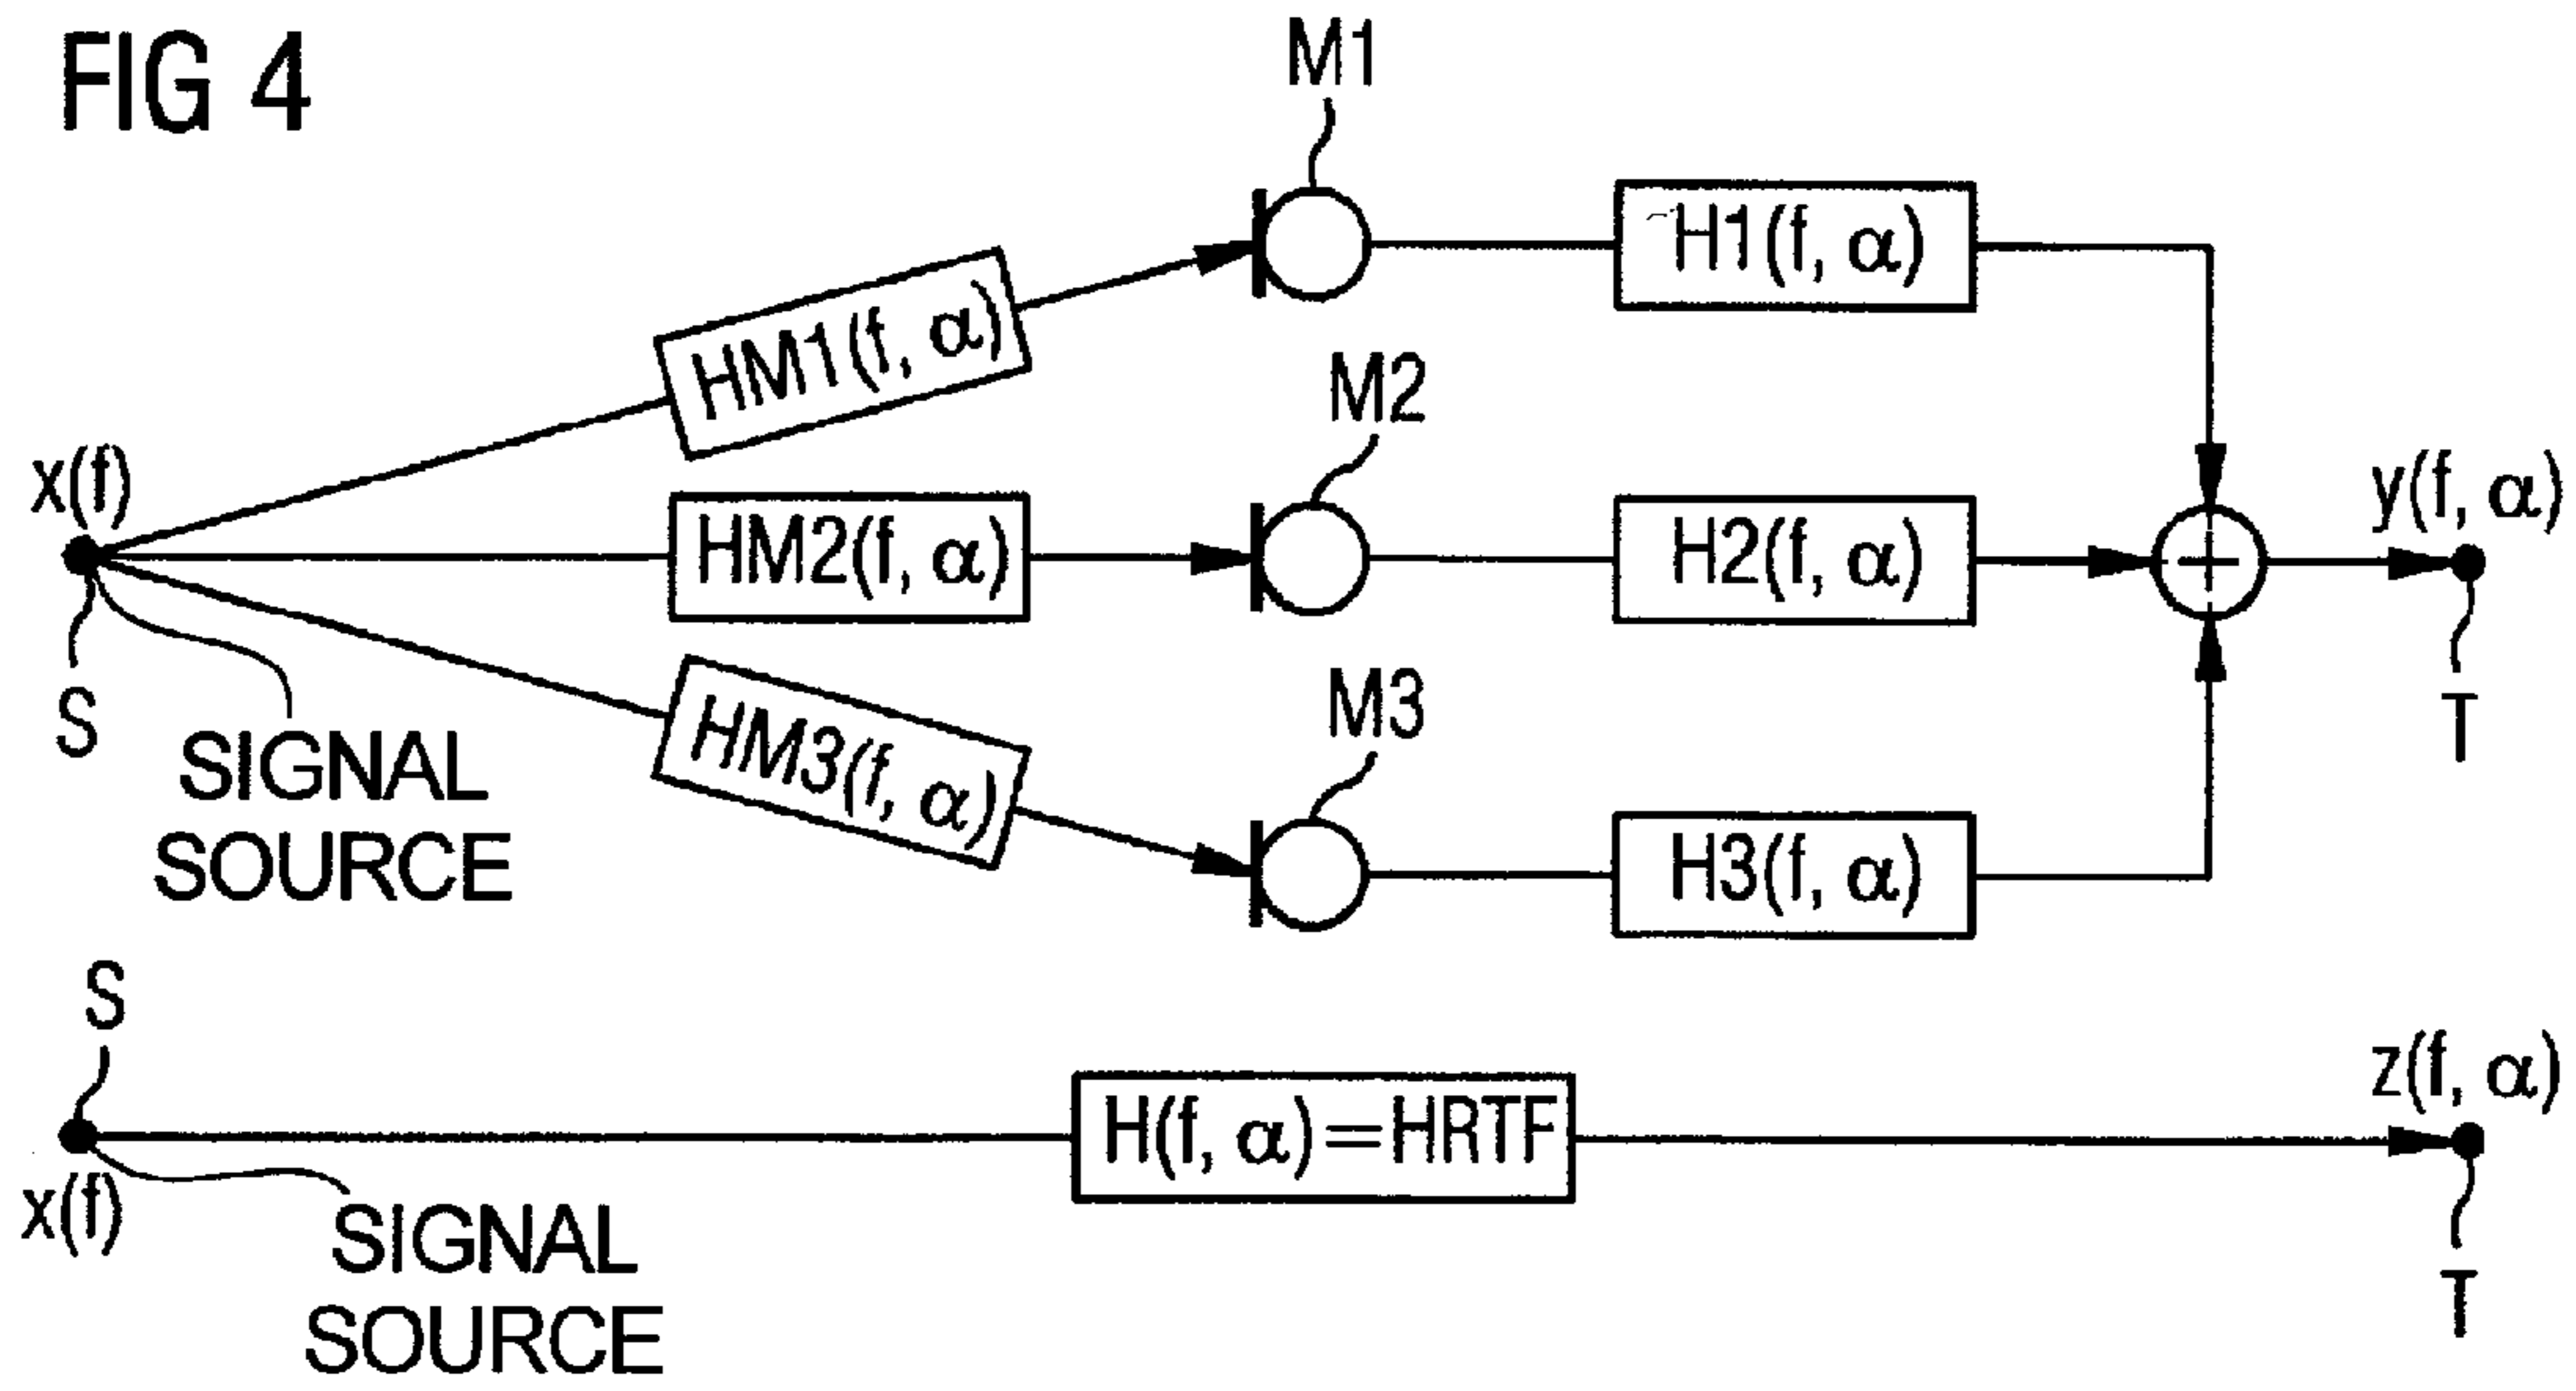 FIG 4
M1
H1(f, α)
HM1(f, α)
M2
x(f)
HM2(f, α)
H2(f, α)
y(f, α)
S
SIGNAL
SOURCE
HM3(f, α)
M3
T
H3(f, α)
S
H(f, α)=HRTF
z(f, α)
x(f)
SIGNAL
SOURCE
T